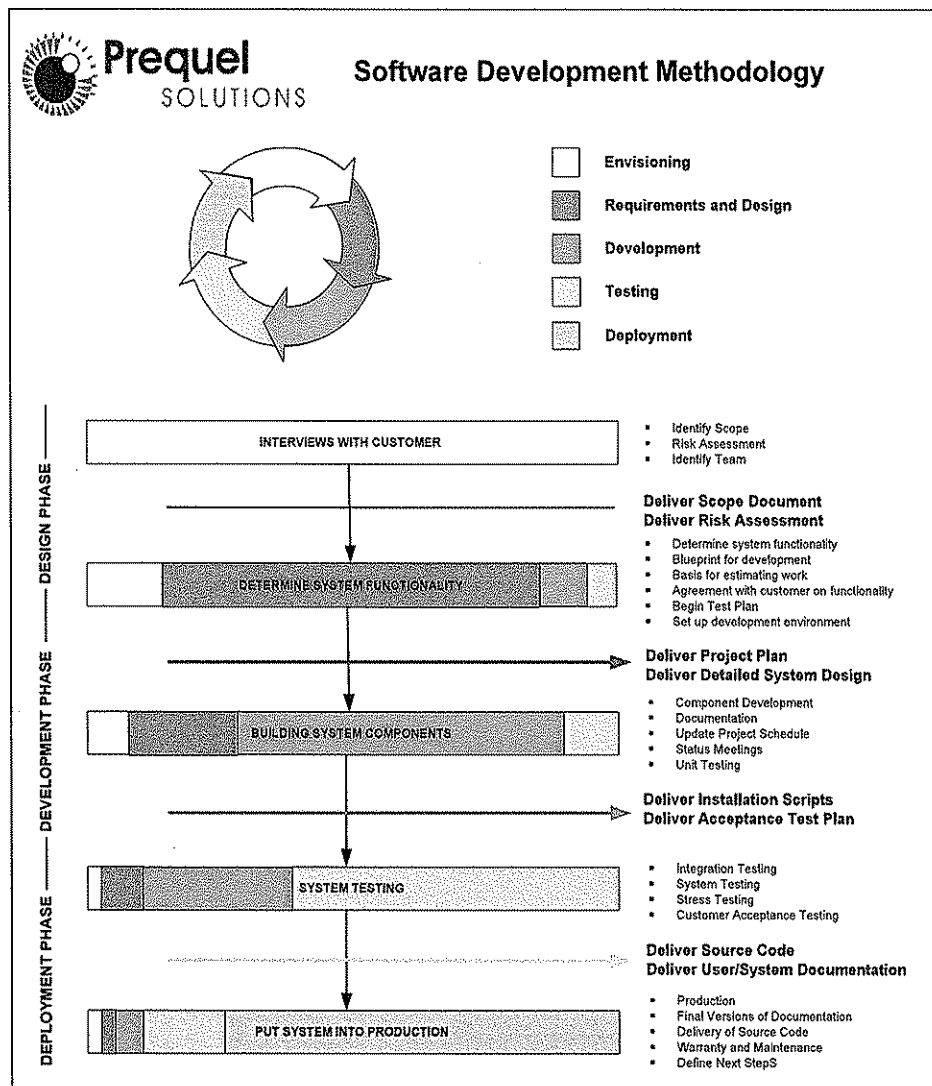 Prequel
SOLUTIONS
Software Development Methodology
Envisioning
Requirements and Design
Development
Testing
Deployment
DESIGN PHASE
DEVELOPMENT PHASE
DEPLOYMENT PHASE
INTERVIEWS WITH CUSTOMER
▪ Identify Scope
▪ Risk Assessment
▪ Identify Team
Deliver Scope Document
Deliver Risk Assessment
DETERMINE SYSTEM FUNCTIONALITY
▪ Determine system functionality
▪ Blueprint for development
▪ Basis for estimating work
▪ Agreement with customer on functionality
▪ Begin Test Plan
▪ Set up development environment
Deliver Project Plan
Deliver Detailed System Design
BUILDING SYSTEM COMPONENTS
▪ Component Development
▪ Documentation
▪ Update Project Schedule
▪ Status Meetings
▪ Unit Testing
Deliver Installation Scripts
Deliver Acceptance Test Plan
SYSTEM TESTING
▪ Integration Testing
▪ System Testing
▪ Stress Testing
▪ Customer Acceptance Testing
Deliver Source Code
Deliver User/System Documentation
PUT SYSTEM INTO PRODUCTION
▪ Production
▪ Final Versions of Documentation
▪ Delivery of Source Code
▪ Warranty and Maintenance
▪ Define Next StepS